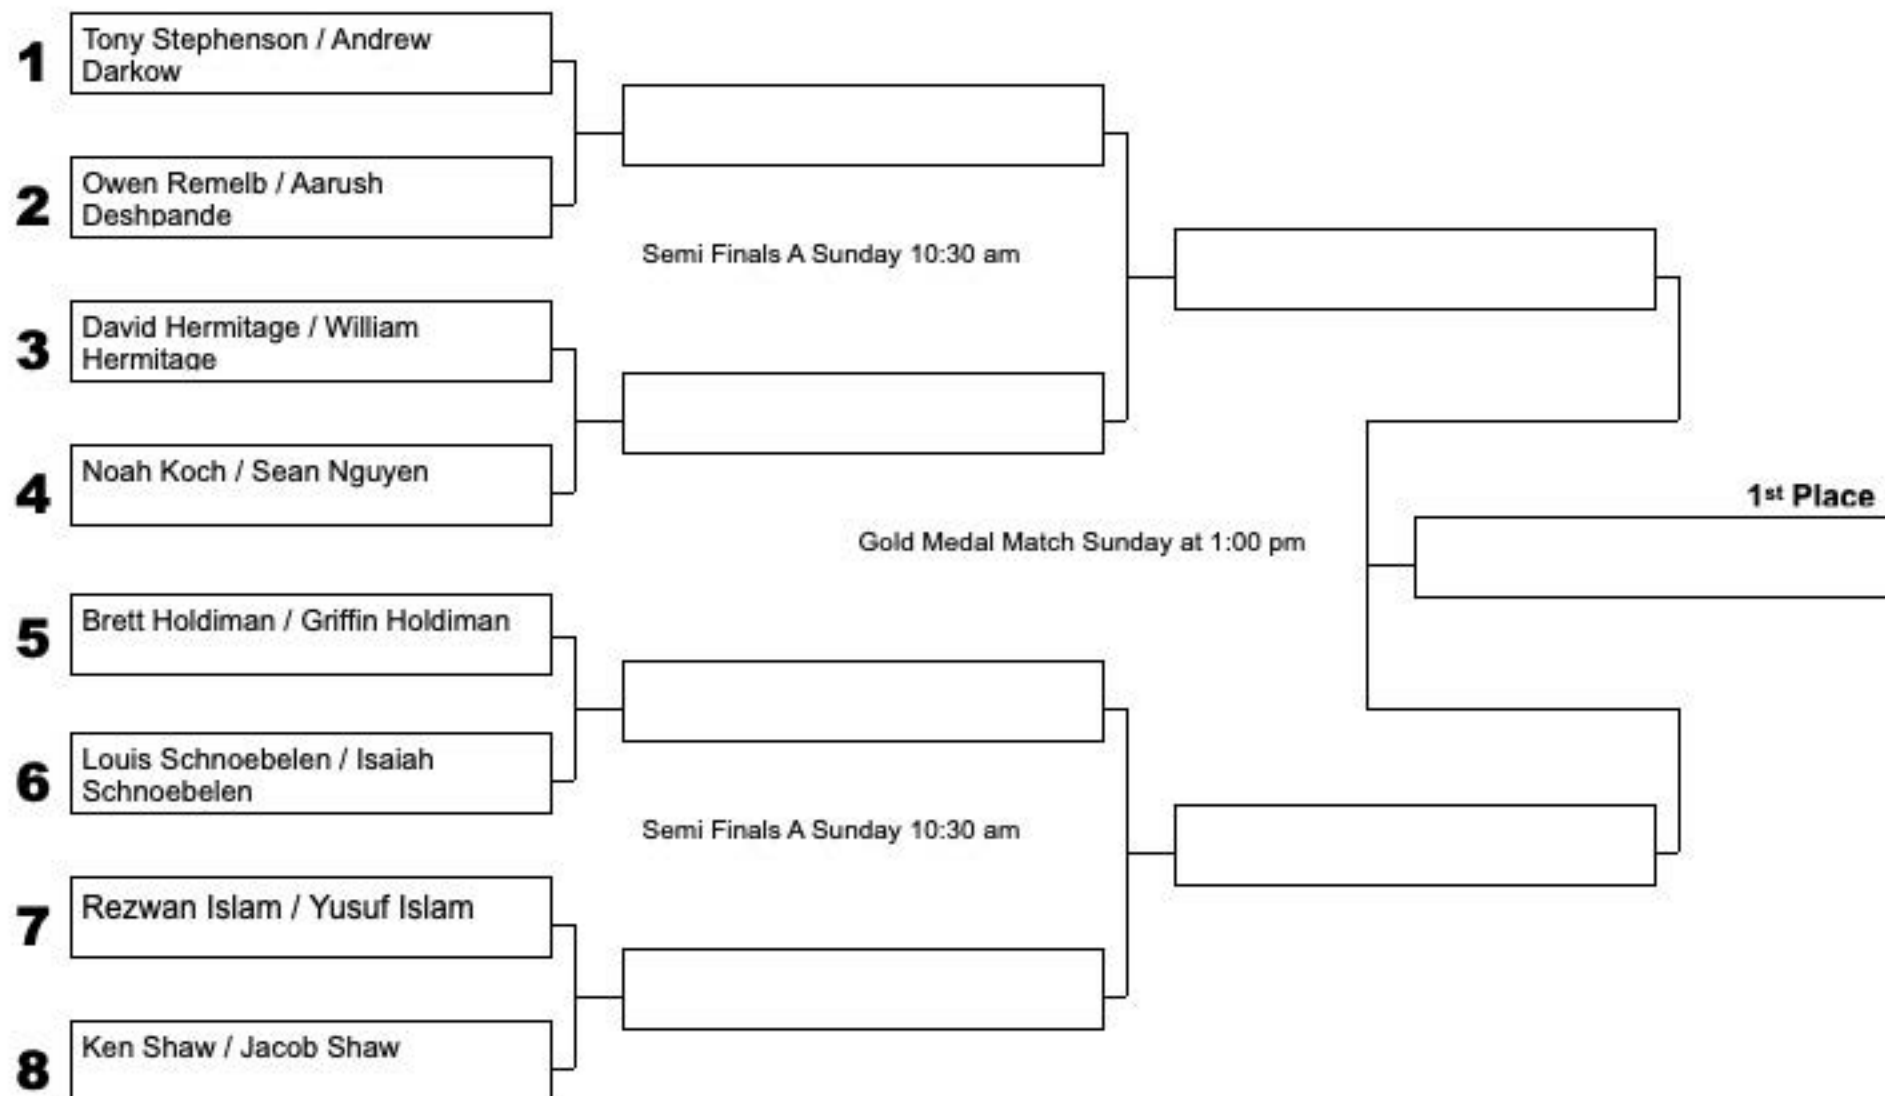 1
Tony Stephenson / Andrew
Darkow
2
Owen Remelb / Aarush
Deshpande
Semi Finals A Sunday 10:30 am
3
David Hermitage / William
Hermitage
4
Noah Koch / Sean Nguyen
1st Place
Gold Medal Match Sunday at 1:00 pm
5
Brett Holdiman / Griffin Holdiman
6
Louis Schnoebelen / Isaiah
Schnoebelen
Semi Finals A Sunday 10:30 am
7
Rezwan Islam / Yusuf Islam
8
Ken Shaw / Jacob Shaw